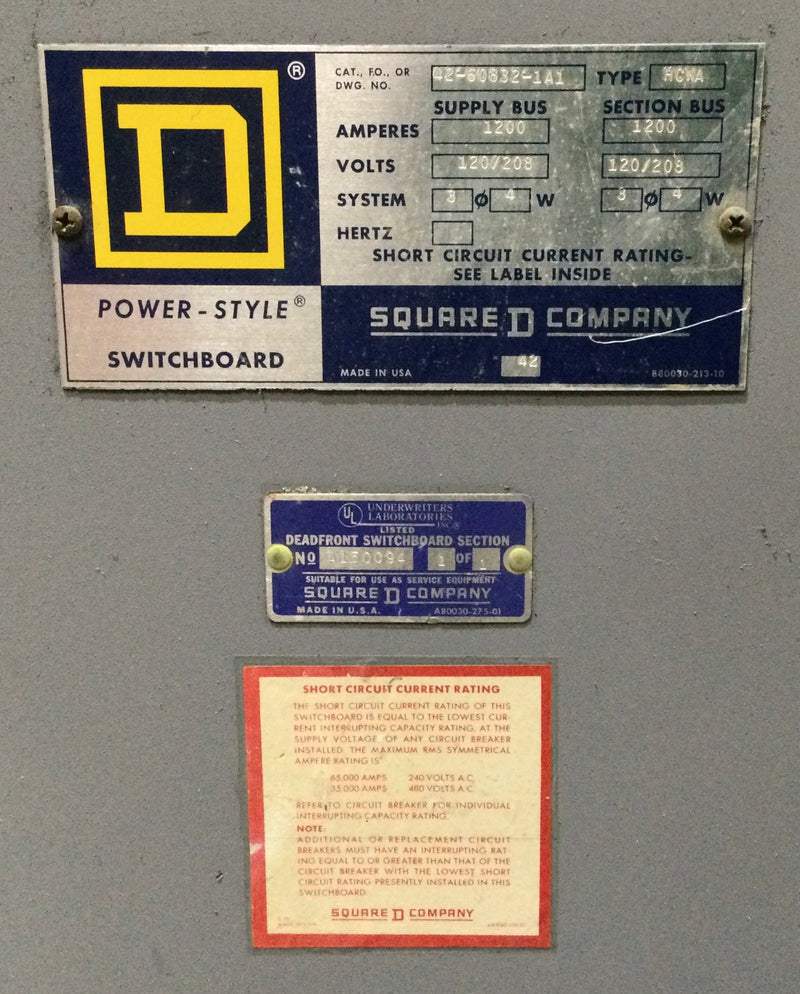 D ®
POWER-STYLE®
SWITCHBOARD
CAT., F.O., OR DWG. NO. 42-60832-1A1 TYPE
SUPPLY BUS SECTION BUS
AMPERES 1200 1200
VOLTS 120/208 120/208
SYSTEM 3 Ø 4 W 3 Ø 4 W
HERTZ
SHORT CIRCUIT CURRENT RATING-
SEE LABEL INSIDE
SQUARE D COMPANY
MADE IN USA 42 B80030-213-10
UL UNDERWRITERS
LABORATORIES
INC.®
LISTED
DEADFRONT SWITCHBOARD SECTION
NO 1 OF 1
SUITABLE FOR USE AS SERVICE EQUIPMENT
SQUARE D COMPANY
MADE IN U.S.A. A80030-275-01
SHORT CIRCUIT CURRENT RATING
THE SHORT CIRCUIT CURRENT RATING OF THIS
SWITCHBOARD IS EQUAL TO THE LOWEST CUR-
RENT INTERRUPTING CAPACITY RATING, AT THE
SUPPLY VOLTAGE, OF ANY CIRCUIT BREAKER
INSTALLED. THE MAXIMUM RMS SYMMETRICAL
AMPERE RATING IS
65,000 AMPS 240 VOLTS A.C.
35,000 AMPS 480 VOLTS A.C.
REFER TO CIRCUIT BREAKER FOR INDIVIDUAL
INTERRUPTING CAPACITY RATING.
NOTE:
ADDITIONAL OR REPLACEMENT CIRCUIT
BREAKERS MUST HAVE AN INTERRUPTING RAT-
ING EQUAL TO OR GREATER THAN THAT OF THE
CIRCUIT BREAKER WITH THE LOWEST SHORT
CIRCUIT RATING PRESENTLY INSTALLED IN THIS
SWITCHBOARD.
SQUARE D COMPANY
MADE IN U.S.A.